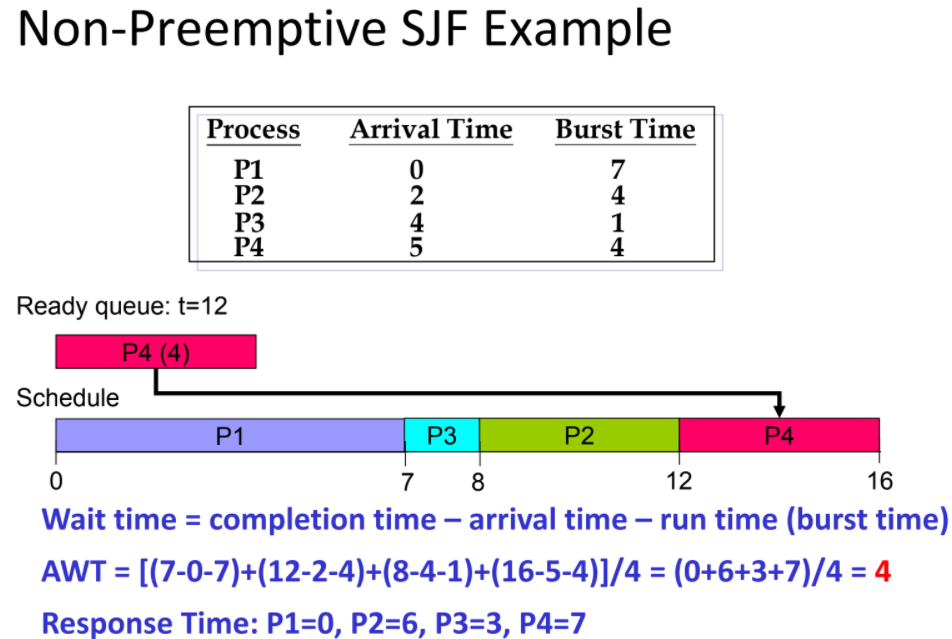 Non-Preemptive SJF Example
Process Arrival Time Burst Time
P1 0 7
P2 2 4
P3 4 1
P4 5 4
Ready queue: t=12
P4 (4)
Schedule
P1 P3 P2 P4
0 7 8 12 16
Wait time = completion time – arrival time – run time (burst time)
AWT = [(7-0-7)+(12-2-4)+(8-4-1)+(16-5-4)]/4 = (0+6+3+7)/4 = 4
Response Time: P1=0, P2=6, P3=3, P4=7